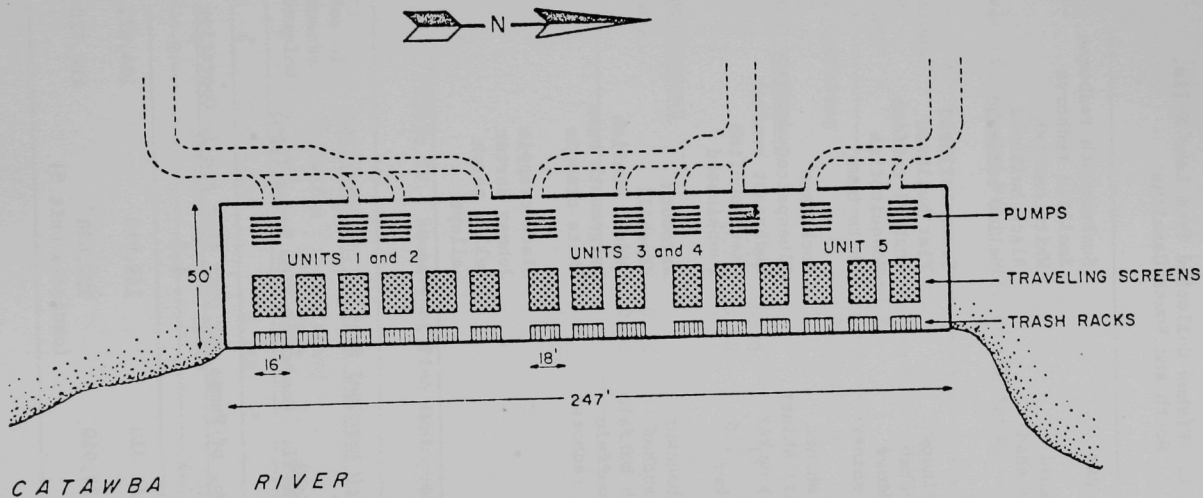 N
PUMPS
UNITS 1 and 2
UNITS 3 and 4
UNIT 5
50'
TRAVELING SCREENS
TRASH RACKS
16'
18'
247'
CATAWBA RIVER